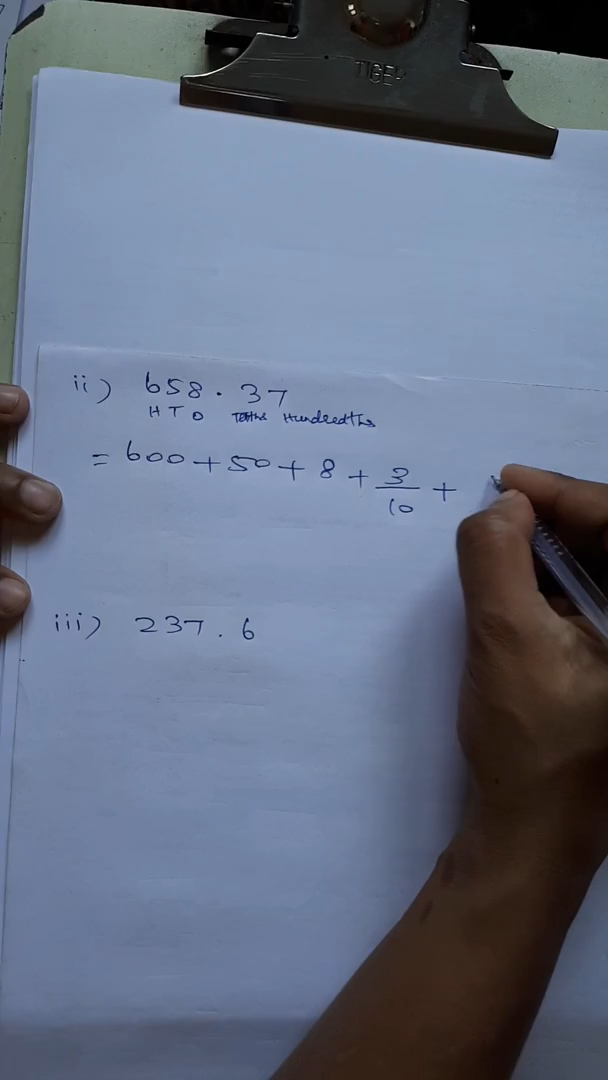 TIGER
ii) 658.37
H T O Tenths Hundredths
= 600 + 50 + 8 + 3/10 +
iii) 237.6